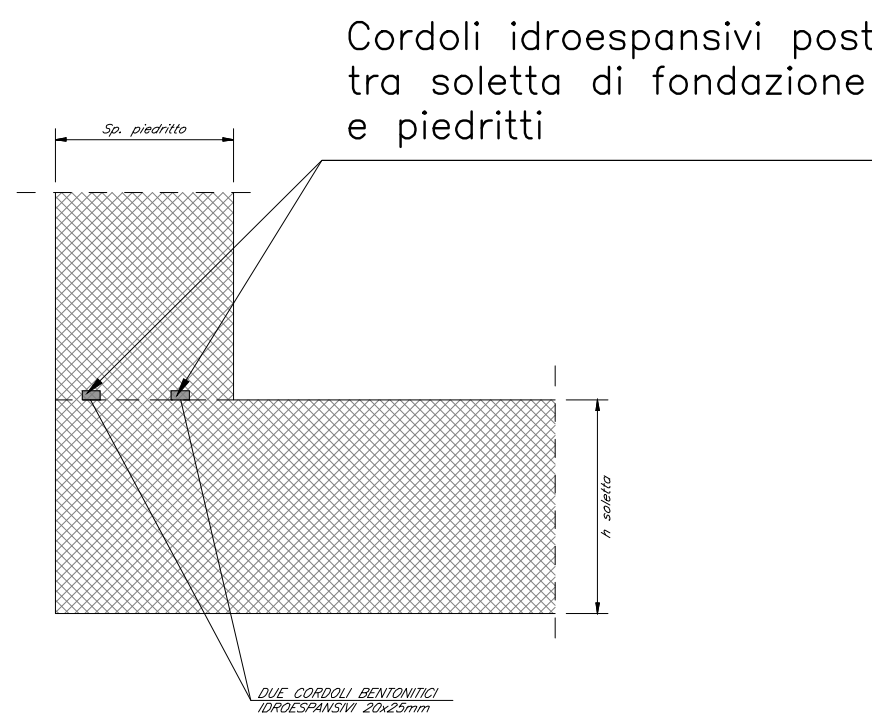 Cordoli idroespansivi post
tra soletta di fondazione
e piedritti
Sp. piedritto
h soletta
DUE CORDOLI BENTONITICI
IDROESPANSIVI 20x25mm